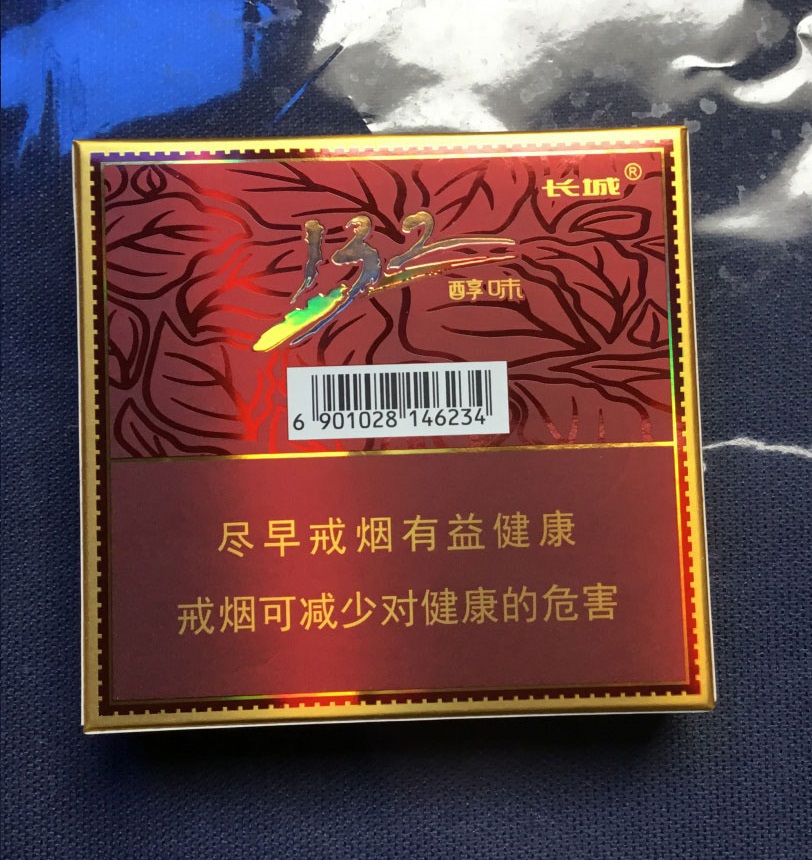 长城®
132
醇味
6 901028 146234
尽早戒烟有益健康
戒烟可减少对健康的危害